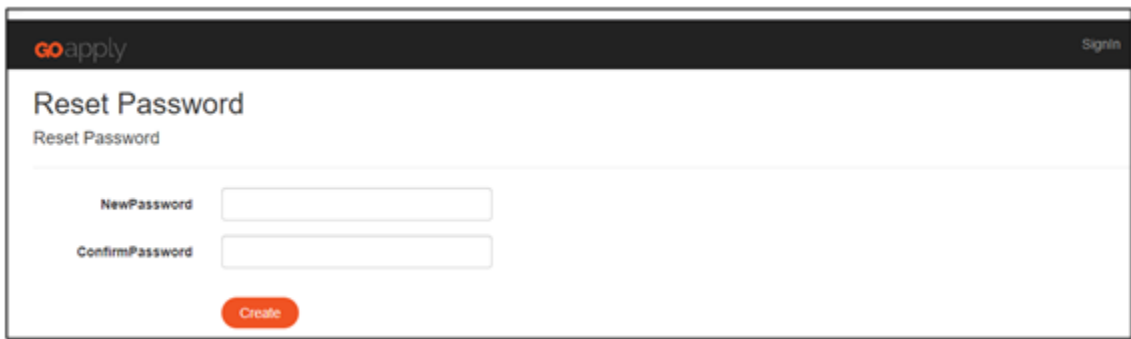 GOapply SignIn
Reset Password
Reset Password
NewPassword
ConfirmPassword
Create